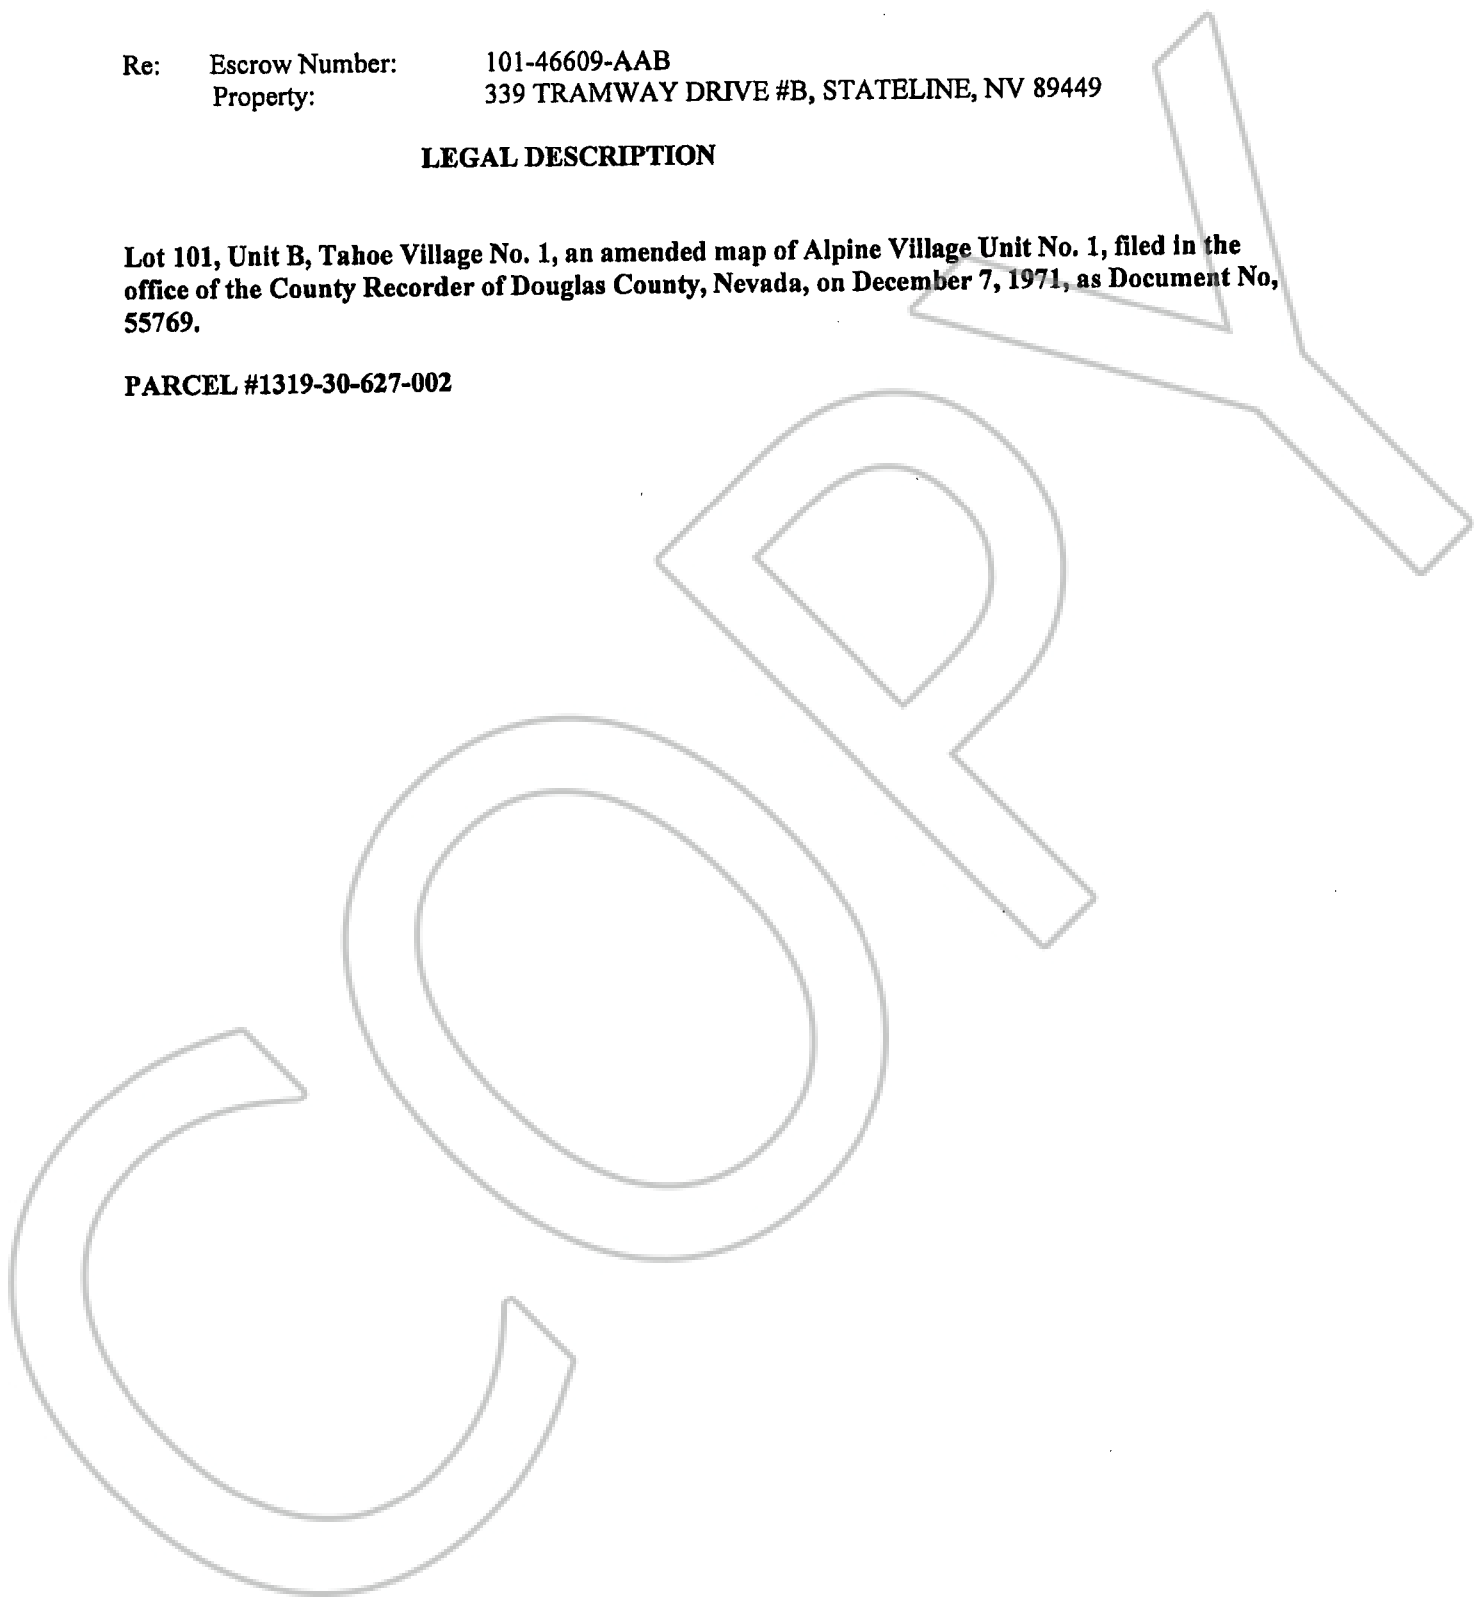 Re: Escrow Number: 101-46609-AAB
Property: 339 TRAMWAY DRIVE #B, STATELINE, NV 89449
LEGAL DESCRIPTION
Lot 101, Unit B, Tahoe Village No. 1, an amended map of Alpine Village Unit No. 1, filed in the
office of the County Recorder of Douglas County, Nevada, on December 7, 1971, as Document No,
55769.
PARCEL #1319-30-627-002
COPY